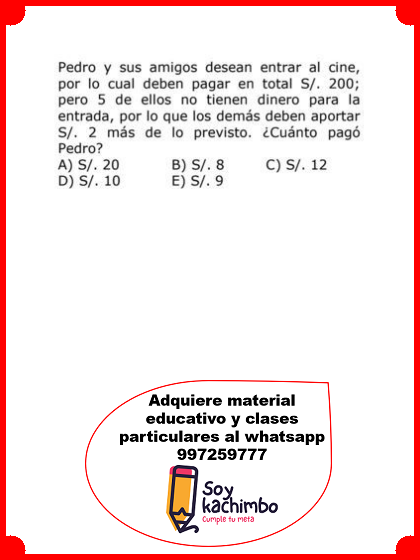 Pedro y sus amigos desean entrar al cine,
por lo cual deben pagar en total S/. 200;
pero 5 de ellos no tienen dinero para la
entrada, por lo que los demás deben aportar
S/. 2 más de lo previsto. ¿Cuánto pagó
Pedro?
A) S/. 20 B) S/. 8 C) S/. 12
D) S/. 10 E) S/. 9
Adquiere material
educativo y clases
particulares al whatsapp
997259777
Soy
kachimbo
Cumple tu meta